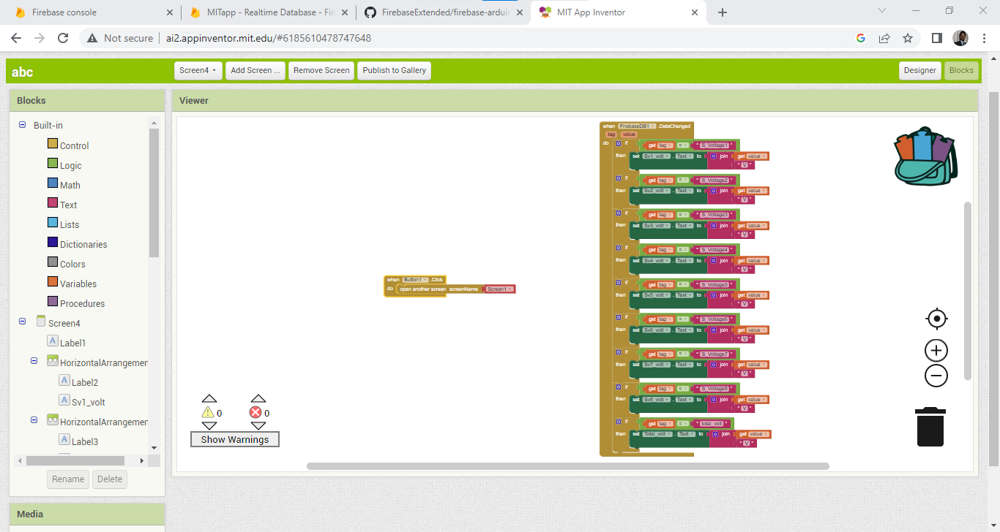 Firebase console
MITapp - Realtime Database - Fi
FirebaseExtended/firebase-ardui
MIT App Inventor
Not secure
ai2.appinventor.mit.edu/#6185610478747648
abc
Screen4
Add Screen ...
Remove Screen
Publish to Gallery
Designer
Blocks
Blocks
Built-in
Control
Logic
Math
Text
Lists
Dictionaries
Colors
Variables
Procedures
Screen4
Label1
HorizontalArrangemen
Label2
Sv1_volt
HorizontalArrangemen
Label3
Rename
Delete
Media
Viewer
when Button1 .Click
do open another screen screenName Screen1
0
0
Show Warnings
when FirebaseDB1 .DataChanged
tag value
do if get tag = " S_Voltage1 "
then set Sv1_volt . Text to join get value
" V "
if get tag = " S_Voltage2 "
then set Sv2_volt . Text to join get value
" V "
if get tag = " S_Voltage3 "
then set Sv3_volt . Text to join get value
" V "
if get tag = " S_Voltage4 "
then set Sv4_volt . Text to join get value
" V "
if get tag = " S_Voltage5 "
then set Sv5_volt . Text to join get value
" V "
if get tag = " S_Voltage6 "
then set Sv6_volt . Text to join get value
" V "
if get tag = " S_Voltage7 "
then set Sv7_volt . Text to join get value
" V "
if get tag = " S_Voltage8 "
then set Sv8_volt . Text to join get value
" V "
if get tag = " total_volt "
then set Total_volt . Text to join get value
" V "